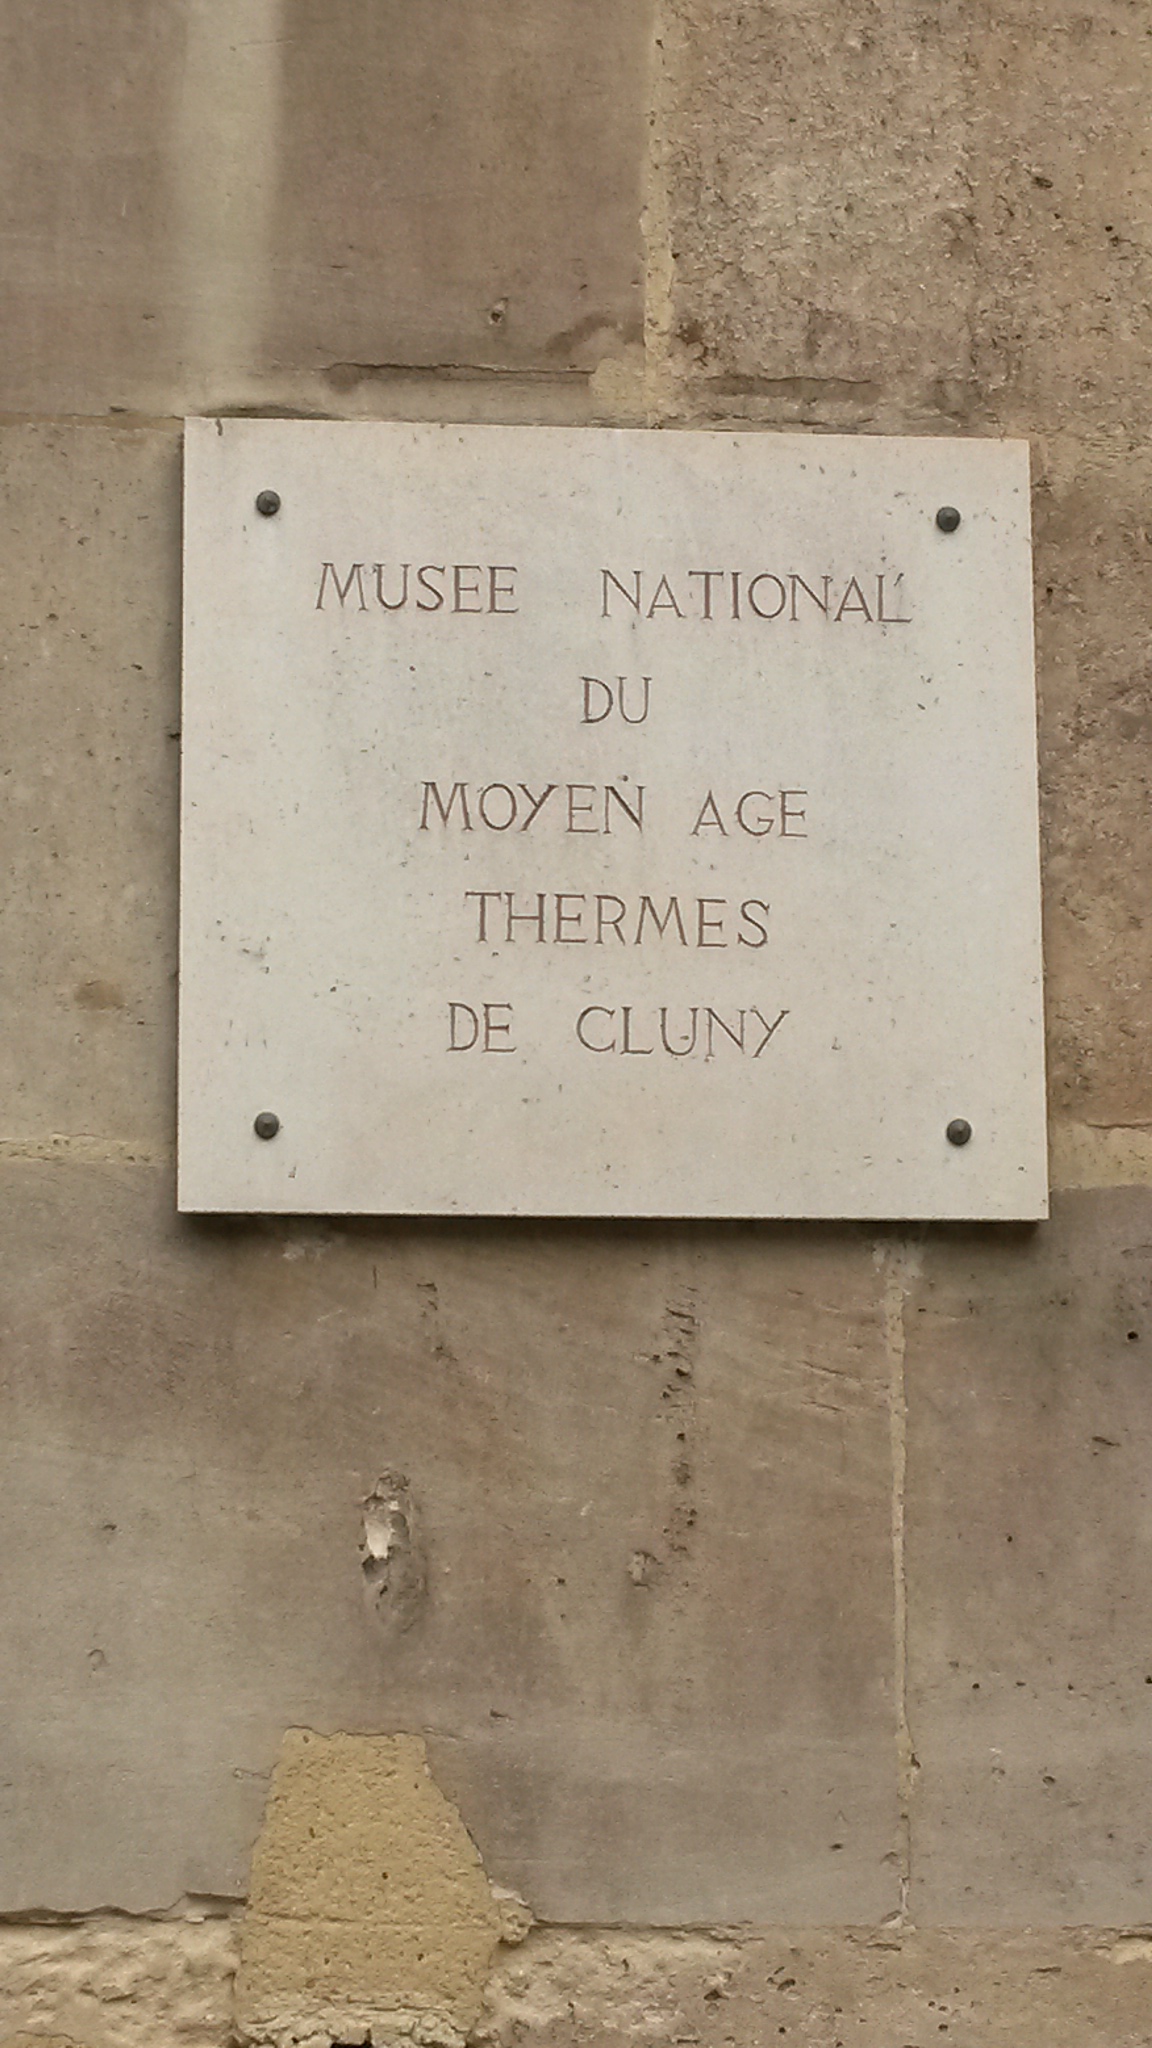 MUSEE NATIONAL
DU
MOYEN AGE
THERMES
DE CLUNY